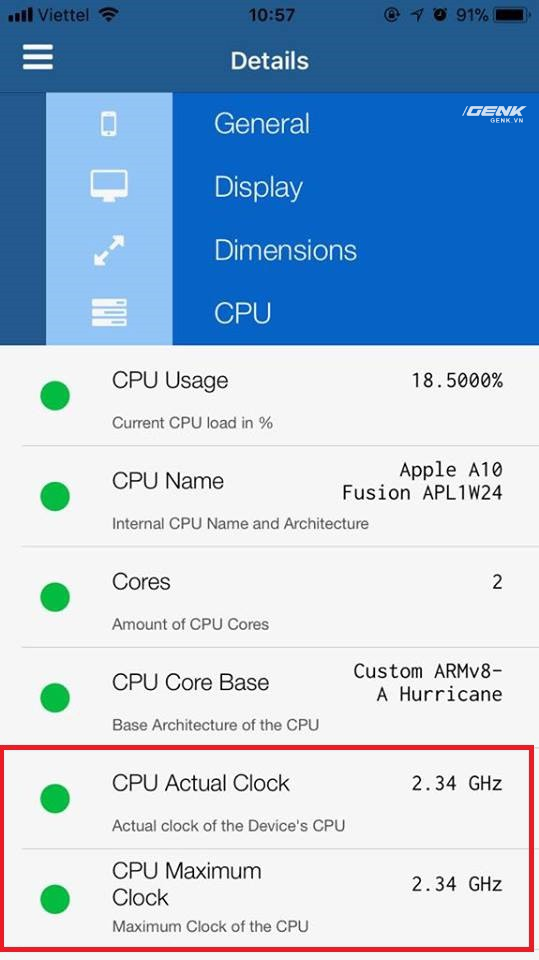 Viettel 10:57 91%
Details
General
IGENK
GENK.VN
Display
Dimensions
CPU
CPU Usage 18.5000%
Current CPU load in %
CPU Name Apple A10
Fusion APL1W24
Internal CPU Name and Architecture
Cores 2
Amount of CPU Cores
CPU Core Base Custom ARMv8-
A Hurricane
Base Architecture of the CPU
CPU Actual Clock 2.34 GHz
Actual clock of the Device's CPU
CPU Maximum
Clock 2.34 GHz
Maximum Clock of the CPU